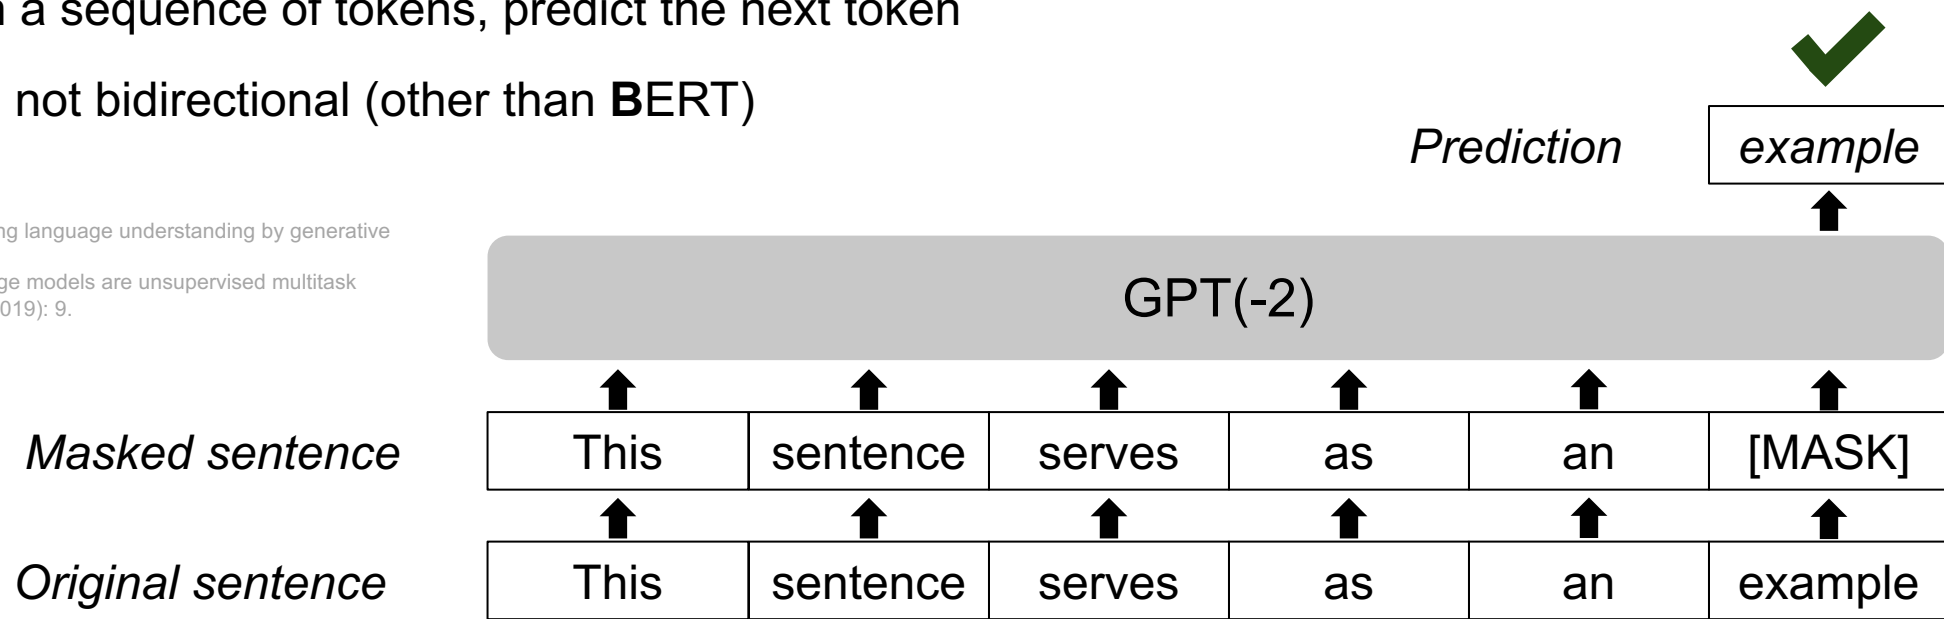 a sequence of tokens, predict the next token
not bidirectional (other than BERT)
Prediction example
language understanding by generative
models are unsupervised multitask
019): 9.
GPT(-2)
Masked sentence This sentence serves as an [MASK]
Original sentence This sentence serves as an example